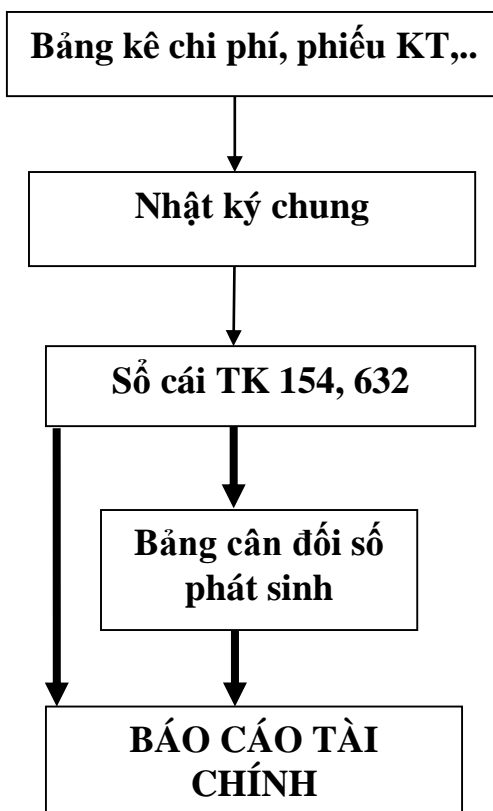 Bảng kê chi phí, phiếu KT,..
Nhật ký chung
Sổ cái TK 154, 632
Bảng cân đối số
phát sinh
BÁO CÁO TÀI
CHÍNH